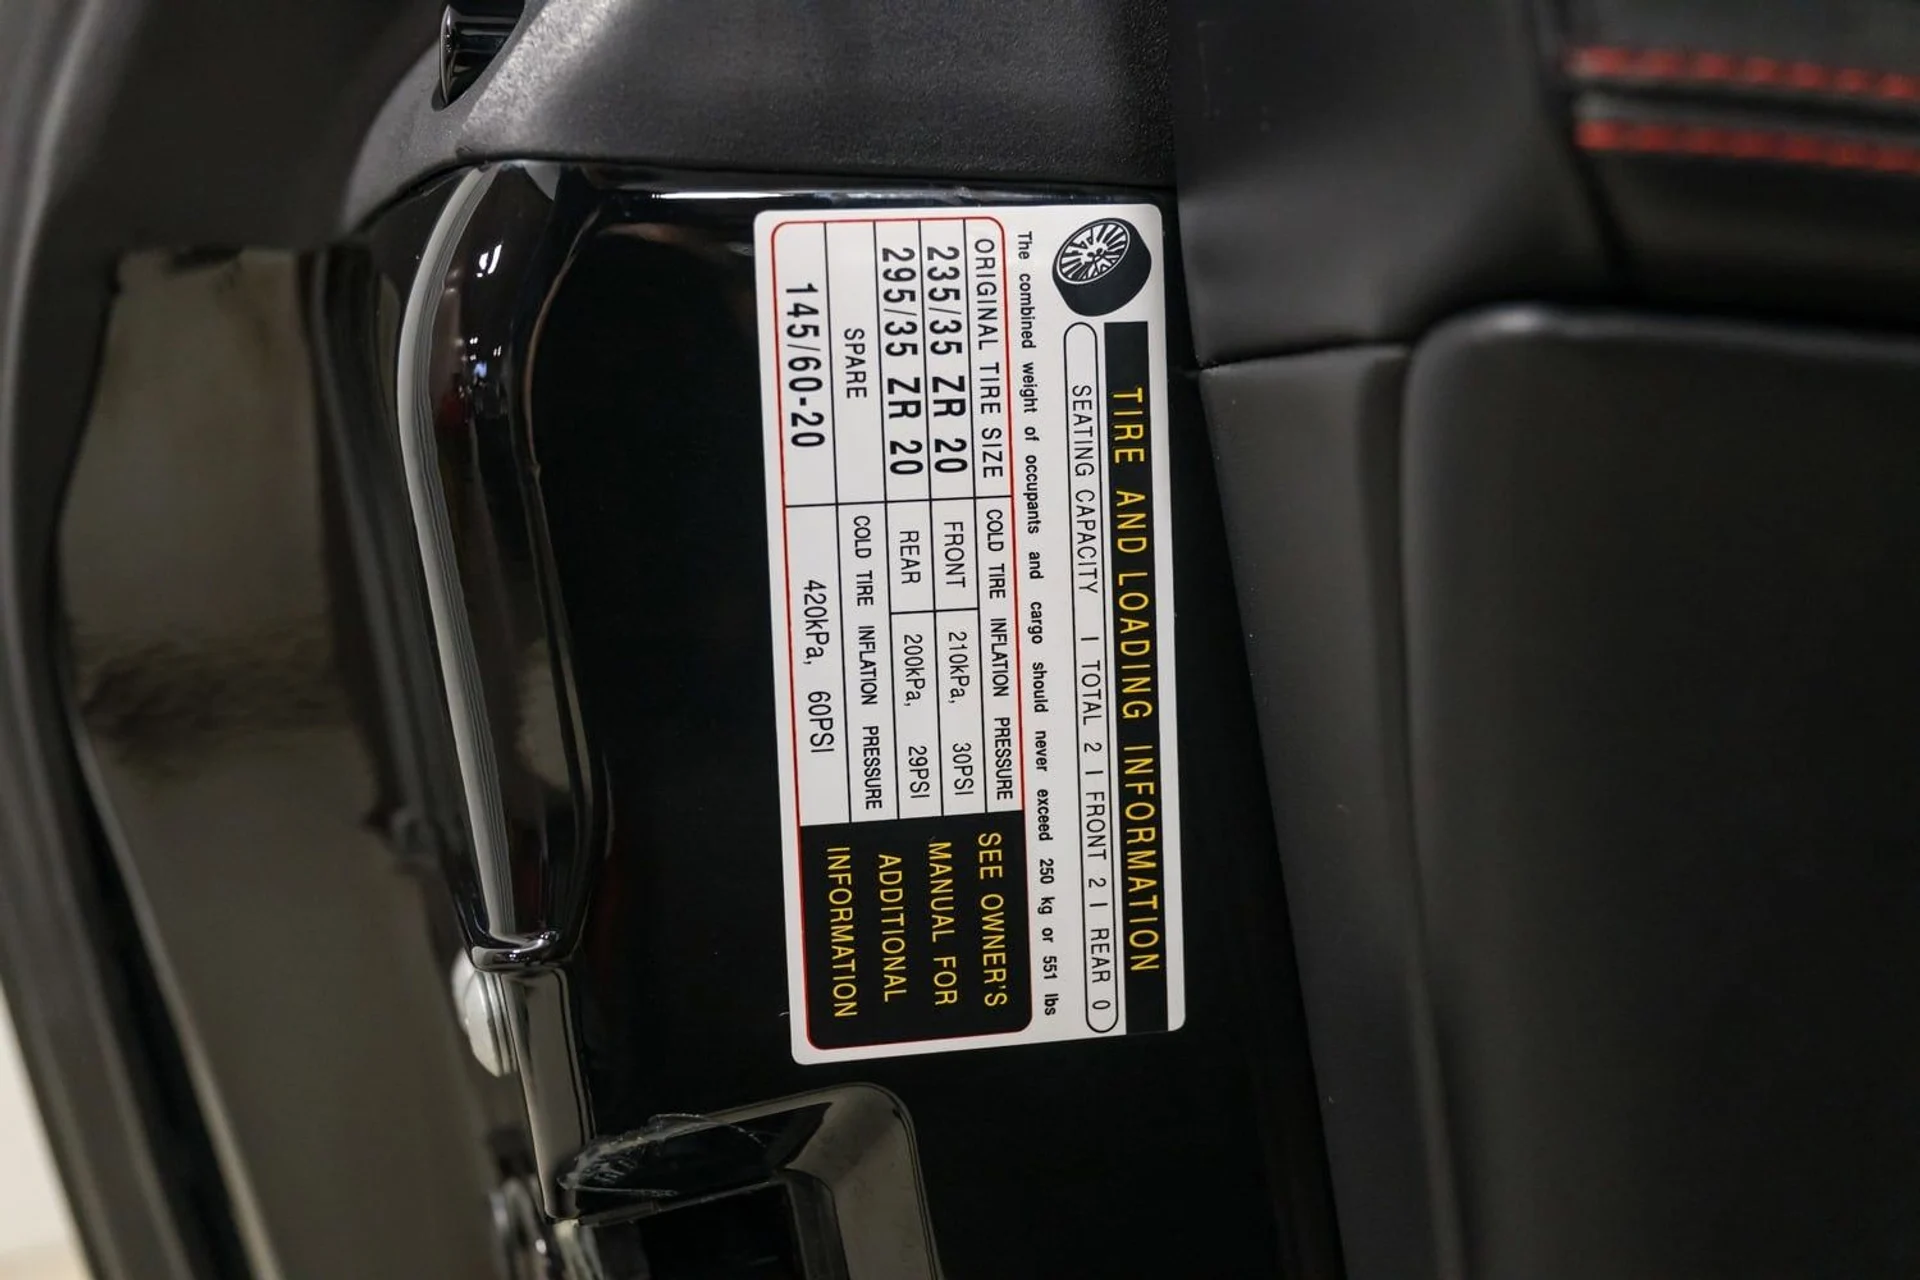 TIRE AND LOADING INFORMATION
SEATING CAPACITY | TOTAL 2 | FRONT 2 | REAR 0
The combined weight of occupants and cargo should never exceed 250 kg or 551 lbs
ORIGINAL TIRE SIZE COLD TIRE INFLATION PRESSURE
235/35 ZR 20 FRONT 210kPa, 30PSI
295/35 ZR 20 REAR 200kPa, 29PSI
SPARE COLD TIRE INFLATION PRESSURE
145/60-20 420kPa, 60PSI
SEE OWNER'S
MANUAL FOR
ADDITIONAL
INFORMATION